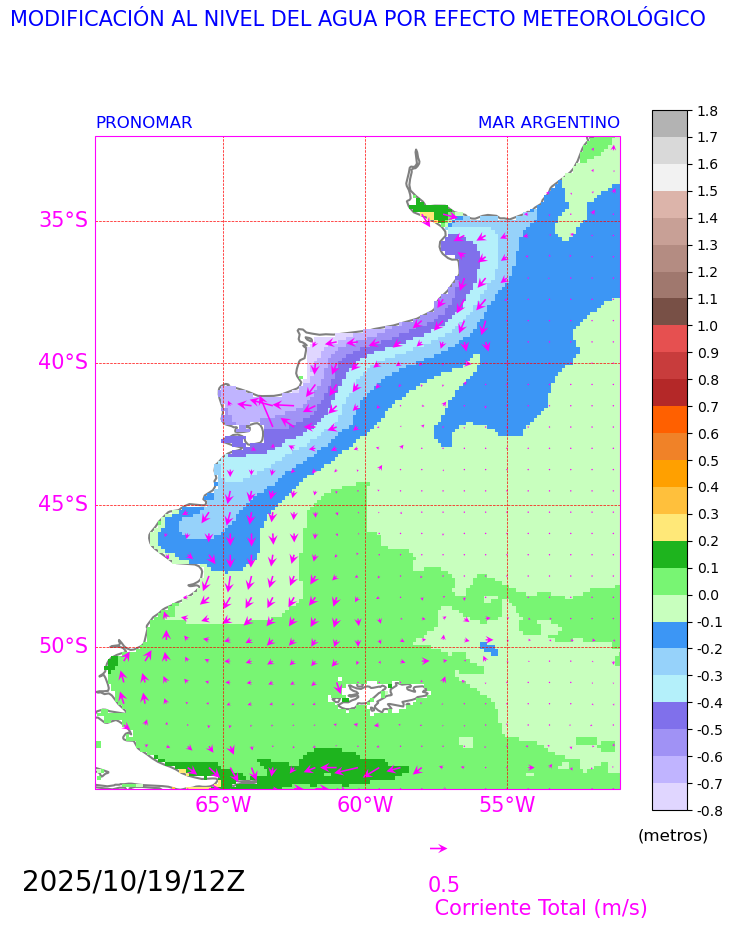 MODIFICACIÓN AL NIVEL DEL AGUA POR EFECTO METEOROLÓGICO
PRONOMAR MAR ARGENTINO
1.8
1.7
1.6
1.5
1.4
1.3
1.2
1.1
1.0
0.9
0.8
0.7
0.6
0.5
0.4
0.3
0.2
0.1
0.0
-0.1
-0.2
-0.3
-0.4
-0.5
-0.6
-0.7
-0.8
(metros)
35°S
40°S
45°S
50°S
65°W 60°W 55°W
2025/10/19/12Z
0.5
Corriente Total (m/s)